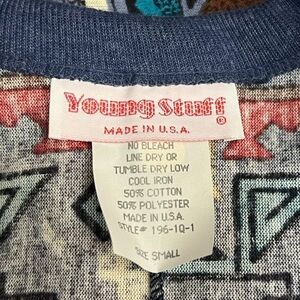 Young Stuff
®
MADE IN U.S.A.
NO BLEACH
LINE DRY OR
TUMBLE DRY LOW
COOL IRON
50% COTTON
50% POLYESTER
MADE IN U.S.A.
STYLE# 196-1Q-1
SIZE SMALL